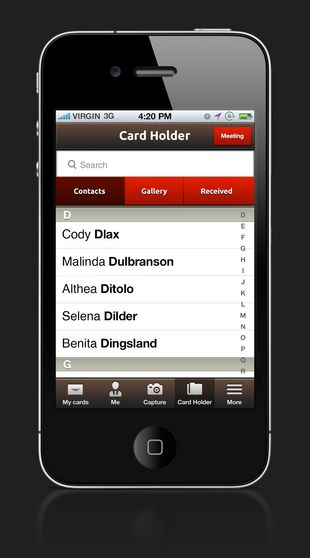 VIRGIN 3G 4:20 PM
Card Holder Meeting
Search
Contacts Gallery Received
D
Cody Dlax
Malinda Dulbranson
Althea Ditolo
Selena Dilder
Benita Dingsland
G
D
E
F
G
H
I
J
K
L
M
N
O
P
Q
R
My cards Me Capture Card Holder More